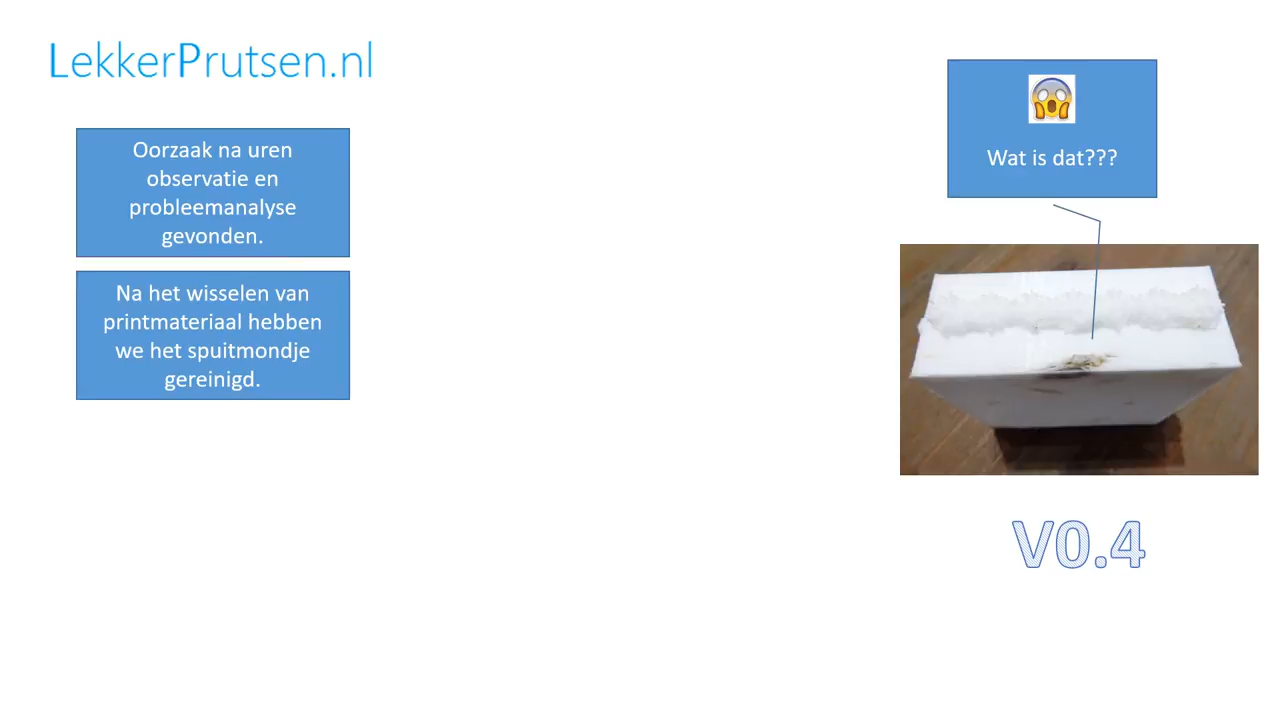 LekkerPrutsen.nl
Oorzaak na uren
observatie en
probleemanalyse
gevonden.
Na het wisselen van
printmateriaal hebben
we het spuitmondje
gereinigd.
Wat is dat???
V0.4